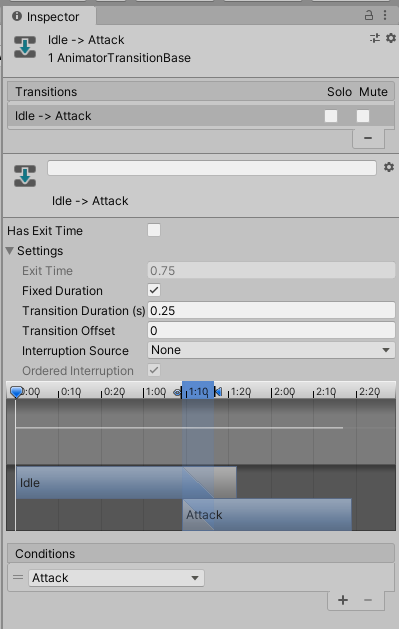 Inspector
Idle -> Attack
1 AnimatorTransitionBase
Transitions Solo Mute
Idle -> Attack
Idle -> Attack
Has Exit Time
Settings
Exit Time 0.75
Fixed Duration
Transition Duration (s) 0.25
Transition Offset 0
Interruption Source None
Ordered Interruption
0:00 0:10 0:20 1:00 1:10 1:20 2:00 2:10 2:20
Idle
Attack
Conditions
Attack